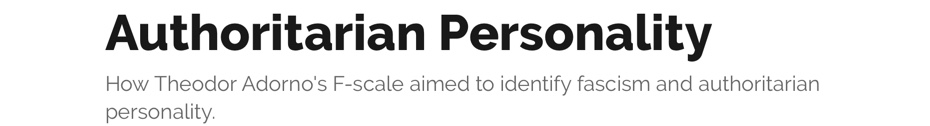 Authoritarian Personality
How Theodor Adorno's F-scale aimed to identify fascism and authoritarian
personality.